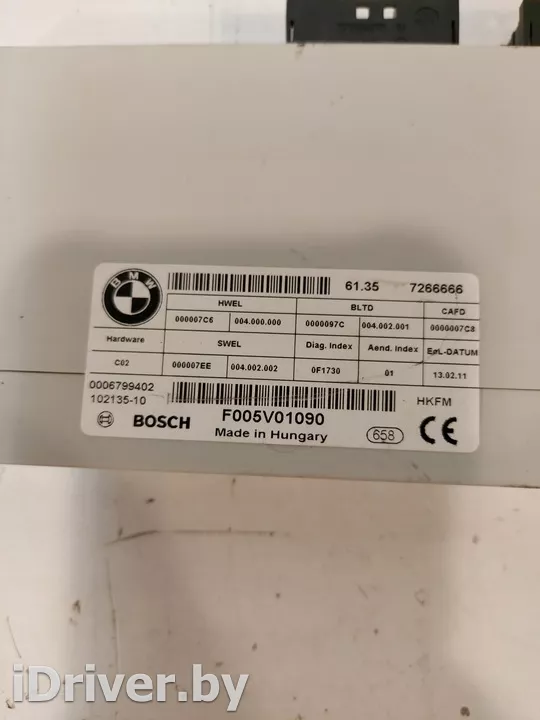 BMW
61.35 7266666
HWEL BLTD CAFD
000007C6 004.000.000 0000097C 004.002.001 0000007C8
Hardware SWEL Diag. Index Aend. Index EoL-DATUM
C02 000007EE 004.002.002 0F1730 01 13.02.11
0006799402
102135-10 HKFM
BOSCH F005V01090
Made in Hungary 658 CE
iDriver.by